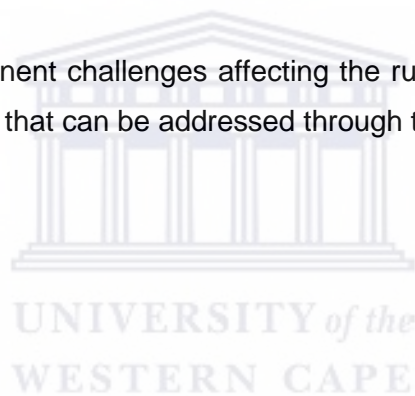 nent challenges affecting the ru
that can be addressed through t
UNIVERSITY of the
WESTERN CAPE